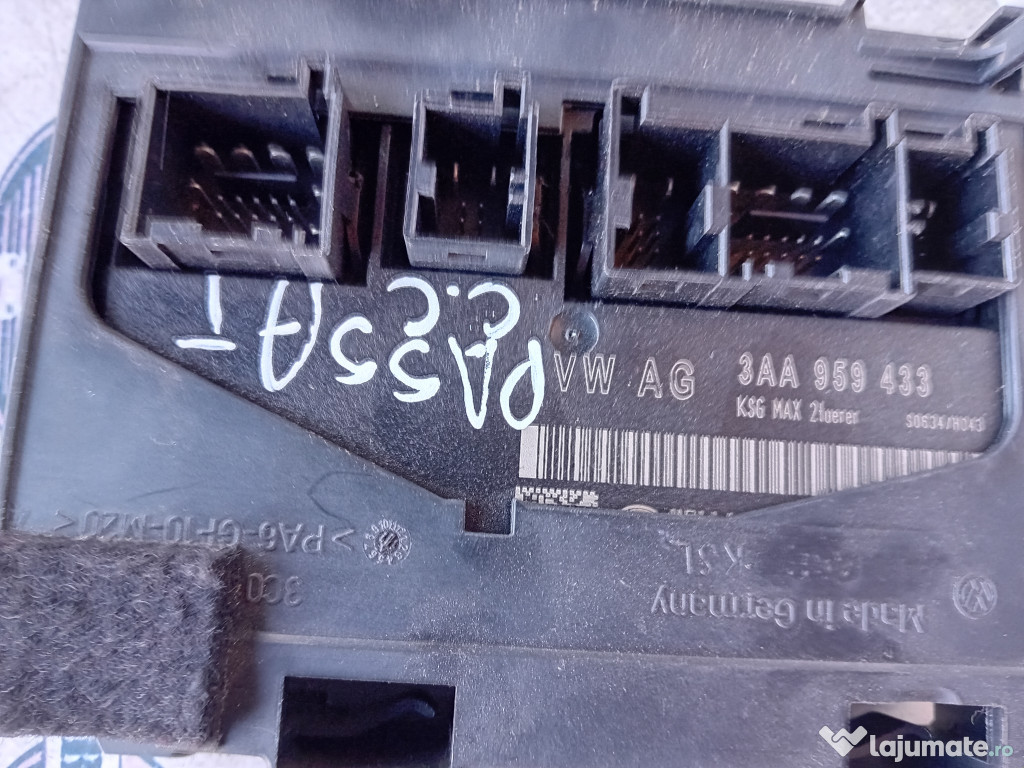 PASSAT
C.C
VW AG
3AA 959 433
KSG MAX 2Tuerer
S0634/H043
>PA6-GF10-M20<
3C0
Made in Germany
lajumate.ro